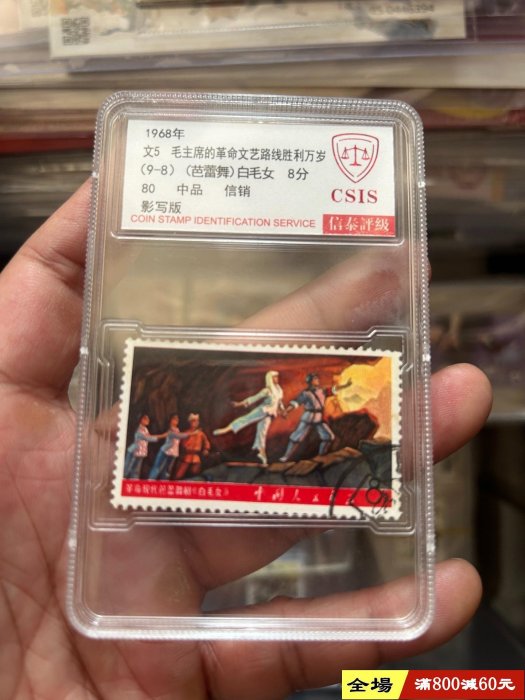 1968年
文5 毛主席的革命文艺路线胜利万岁
(9-8) (芭蕾舞)白毛女 8分
80 中品 信销
影写版
COIN STAMP IDENTIFICATION SERVICE
CSIS
信泰評級
革命现代芭蕾舞剧《白毛女》
中国人民
8
全場
滿800減60元